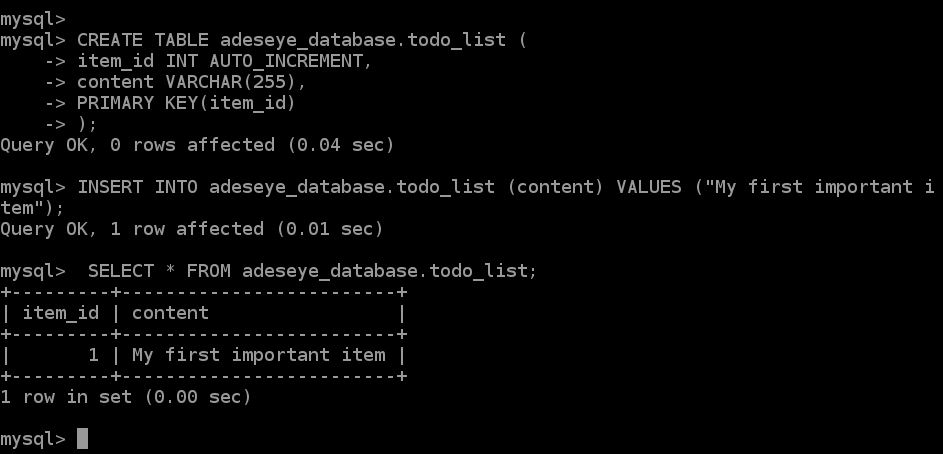 mysql>
mysql> CREATE TABLE adeseye_database.todo_list (
    -> item_id INT AUTO_INCREMENT,
    -> content VARCHAR(255),
    -> PRIMARY KEY(item_id)
    -> );
Query OK, 0 rows affected (0.04 sec)

mysql> INSERT INTO adeseye_database.todo_list (content) VALUES ("My first important i
tem");
Query OK, 1 row affected (0.01 sec)

mysql>  SELECT * FROM adeseye_database.todo_list;
+---------+-------------------------+
| item_id | content                 |
+---------+-------------------------+
|       1 | My first important item |
+---------+-------------------------+
1 row in set (0.00 sec)

mysql>